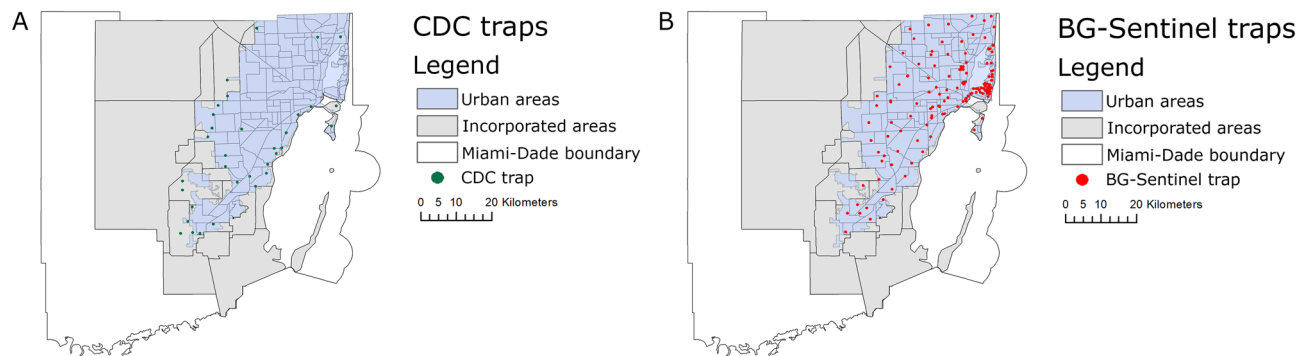 A
CDC traps
Legend
Urban areas
Incorporated areas
Miami-Dade boundary
CDC trap
0 5 10 20 Kilometers
B
BG-Sentinel traps
Legend
Urban areas
Incorporated areas
Miami-Dade boundary
BG-Sentinel trap
0 5 10 20 Kilometers